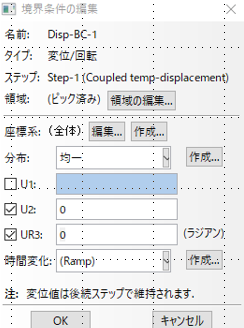 境界条件の編集
名前: Disp-BC-1
タイプ: 変位/回転
ステップ: Step-1 (Coupled temp-displacement)
領域: (ピック済み) 領域の編集...
座標系: (全体) 編集... 作成...
分布: 均一 作成...
U1:
U2: 0
UR3: 0 (ラジアン)
時間変化: (Ramp) 作成...
注: 変位値は後続ステップで維持されます.
OK キャンセル